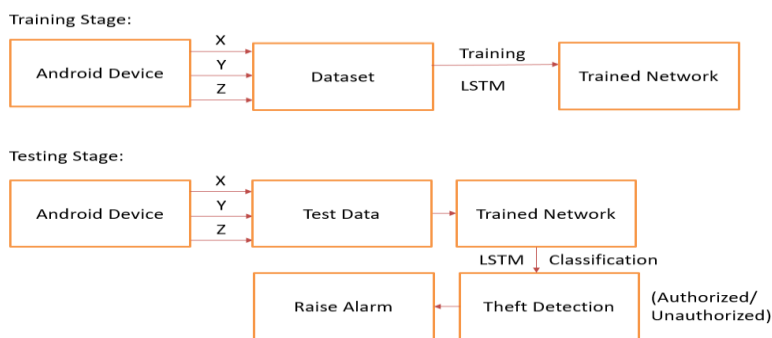 Training Stage:
X
Android Device
Y
Z
Dataset
Training
LSTM
Trained Network
Testing Stage:
X
Android Device
Y
Z
Test Data
Trained Network
LSTM
Classification
Raise Alarm
Theft Detection
(Authorized/
Unauthorized)